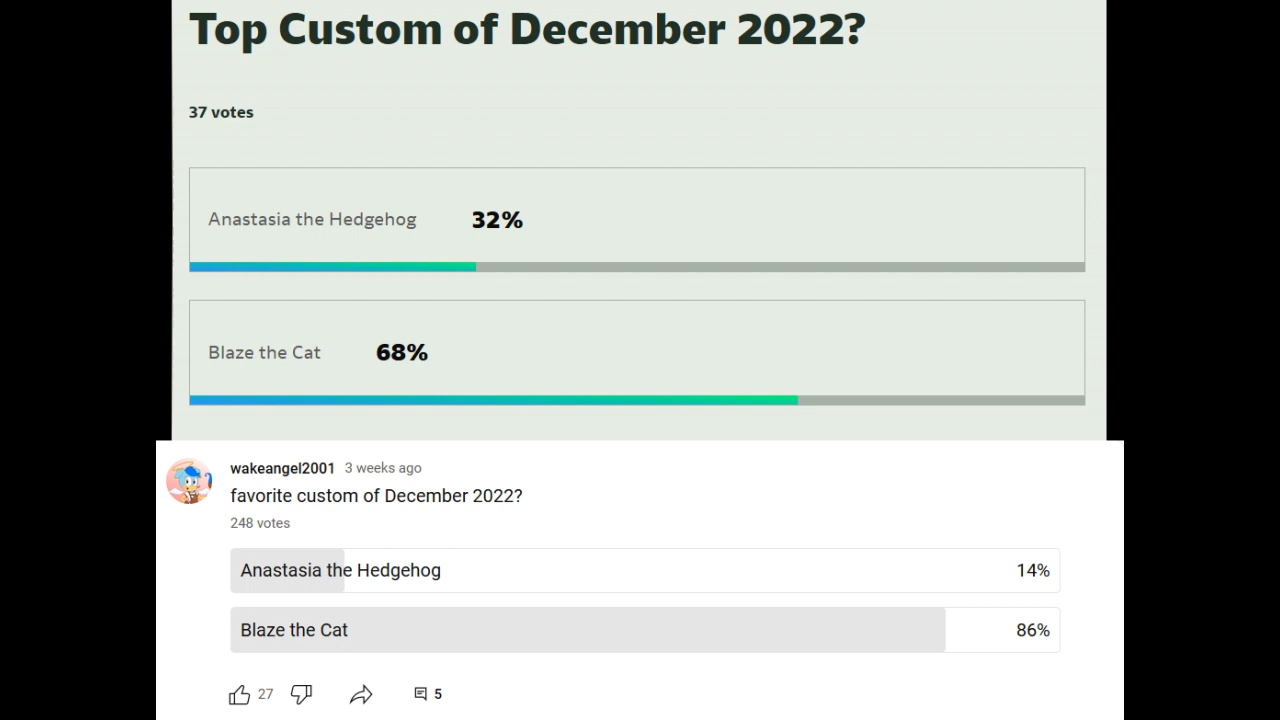 Top Custom of December 2022?
37 votes
Anastasia the Hedgehog 32%
Blaze the Cat 68%
wakeangel2001 3 weeks ago
favorite custom of December 2022?
248 votes
Anastasia the Hedgehog 14%
Blaze the Cat 86%
27 5